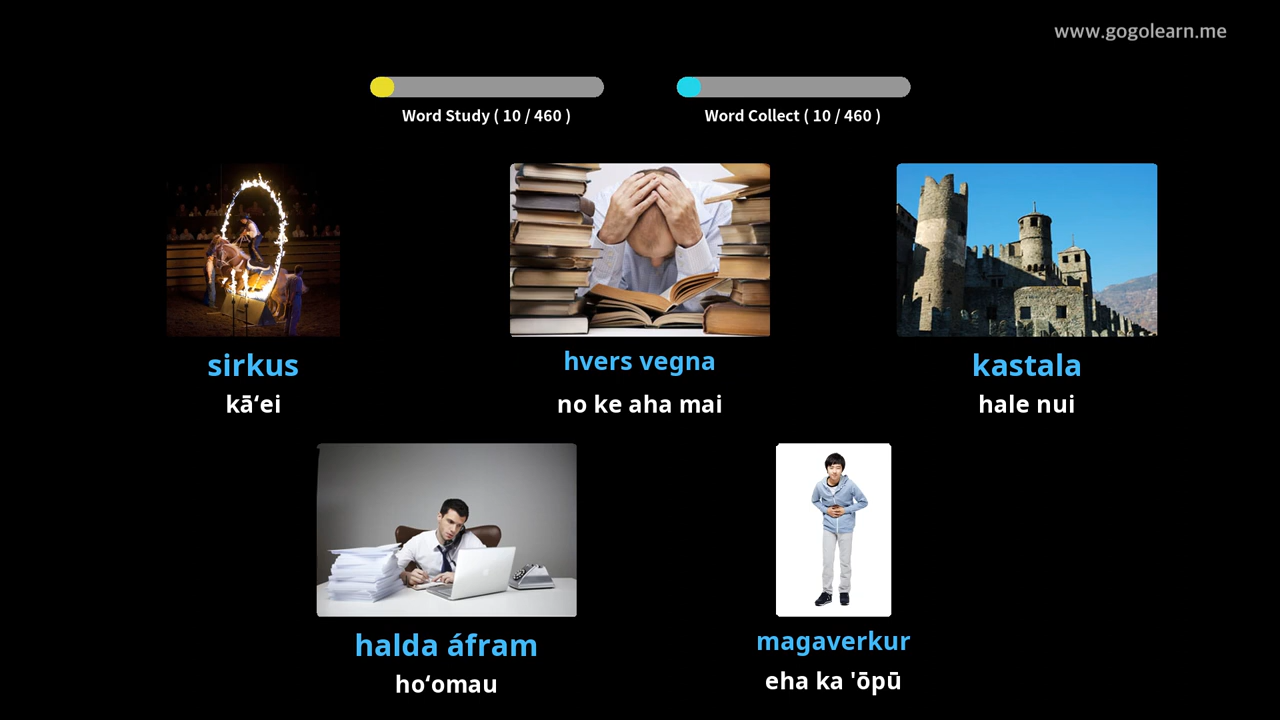 www.gogolearn.me
Word Study ( 10 / 460 )
Word Collect ( 10 / 460 )
sirkus
kāʻei
hvers vegna
no ke aha mai
kastala
hale nui
halda áfram
hoʻomau
magaverkur
eha ka 'ōpū